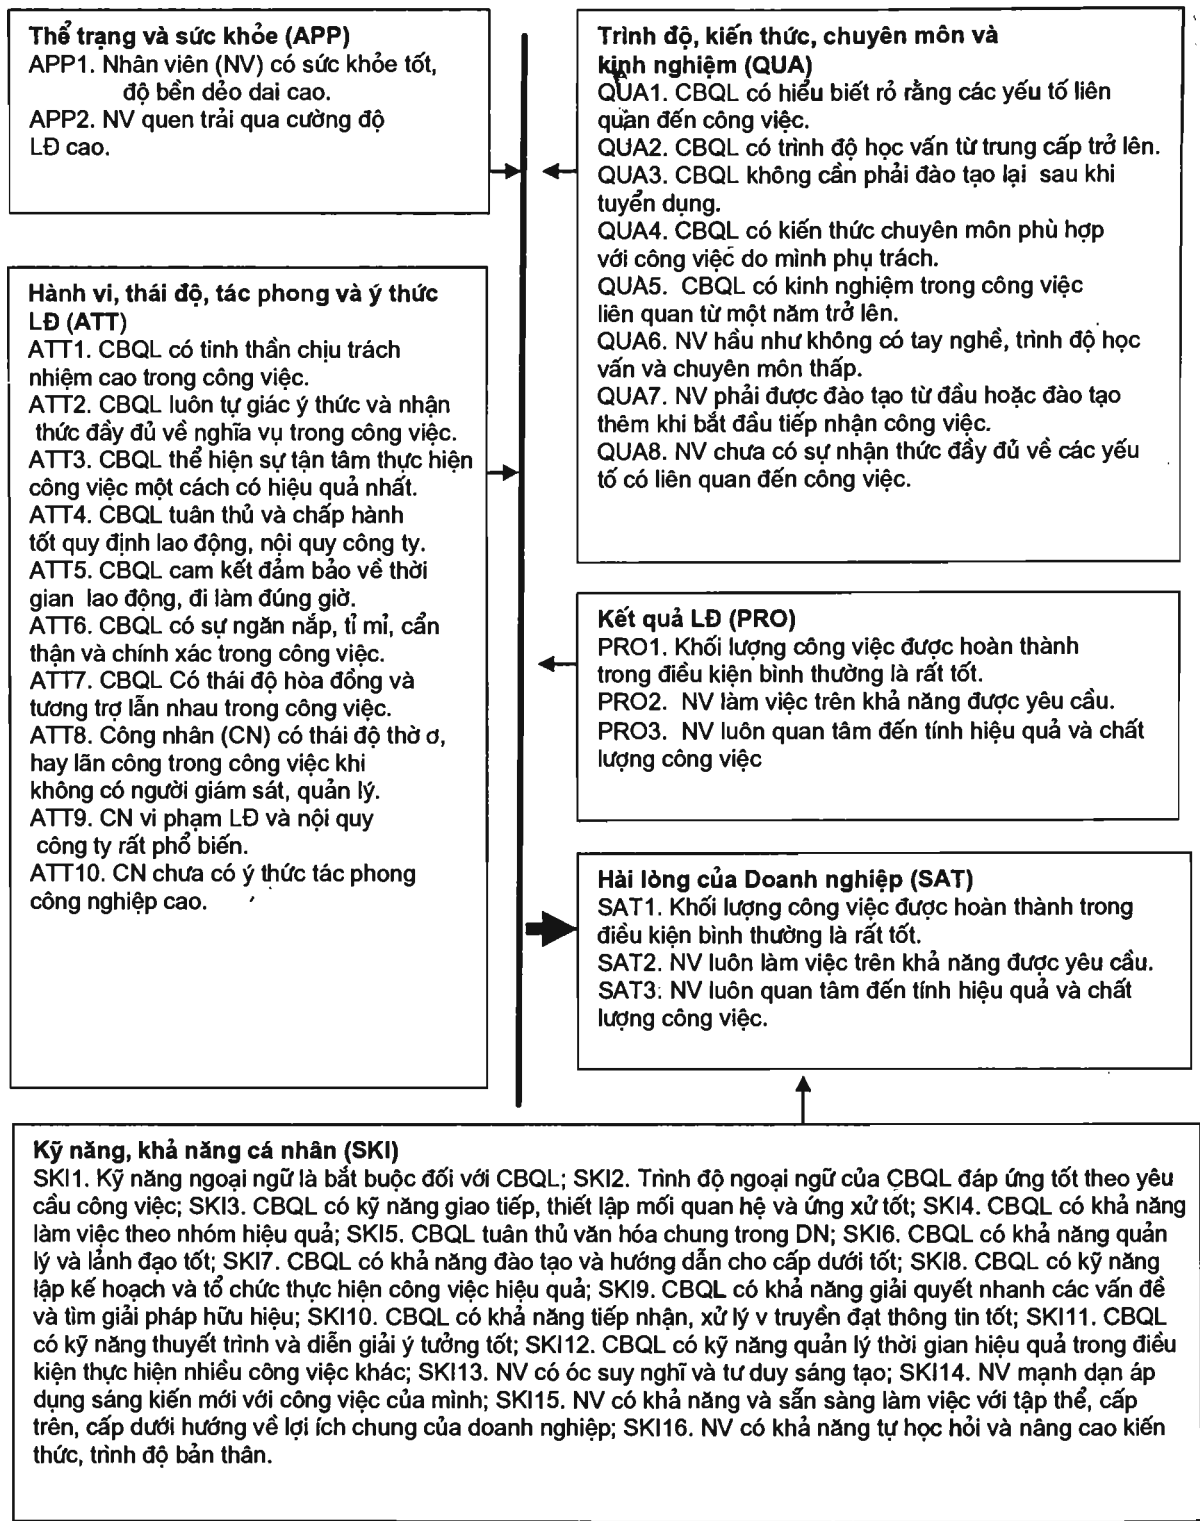 Thể trạng và sức khỏe (APP)
APP1. Nhân viên (NV) có sức khỏe tốt,
độ bền dẻo dai cao.
APP2. NV quen trải qua cường độ
LĐ cao.
Hành vi, thái độ, tác phong và ý thức
LĐ (ATT)
ATT1. CBQL có tinh thần chịu trách
nhiệm cao trong công việc.
ATT2. CBQL luôn tự giác ý thức và nhận
thức đầy đủ về nghĩa vụ trong công việc.
ATT3. CBQL thể hiện sự tận tâm thực hiện
công việc một cách có hiệu quả nhất.
ATT4. CBQL tuân thủ và chấp hành
tốt quy định lao động, nội quy công ty.
ATT5. CBQL cam kết đảm bảo về thời
gian lao động, đi làm đúng giờ.
ATT6. CBQL có sự ngăn nắp, tỉ mỉ, cẩn
thận và chính xác trong công việc.
ATT7. CBQL Có thái độ hòa đồng và
tương trợ lẫn nhau trong công việc.
ATT8. Công nhân (CN) có thái độ thờ ơ,
hay lãn công trong công việc khi
không có người giám sát, quản lý.
ATT9. CN vi phạm LĐ và nội quy
công ty rất phổ biến.
ATT10. CN chưa có ý thức tác phong
công nghiệp cao.
Trình độ, kiến thức, chuyên môn và
kinh nghiệm (QUA)
QUA1. CBQL có hiểu biết rỏ rằng các yếu tố liên
quan đến công việc.
QUA2. CBQL có trình độ học vấn từ trung cấp trở lên.
QUA3. CBQL không cần phải đào tạo lại sau khi
tuyển dụng.
QUA4. CBQL có kiến thức chuyên môn phù hợp
với công việc do mình phụ trách.
QUA5. CBQL có kinh nghiệm trong công việc
liên quan từ một năm trở lên.
QUA6. NV hầu như không có tay nghề, trình độ học
vấn và chuyên môn thấp.
QUA7. NV phải được đào tạo từ đầu hoặc đào tạo
thêm khi bắt đầu tiếp nhận công việc.
QUA8. NV chưa có sự nhận thức đầy đủ về các yếu
tố có liên quan đến công việc.
Kết quả LĐ (PRO)
PRO1. Khối lượng công việc được hoàn thành
trong điều kiện bình thường là rất tốt.
PRO2. NV làm việc trên khả năng được yêu cầu.
PRO3. NV luôn quan tâm đến tính hiệu quả và chất
lượng công việc
Hài lòng của Doanh nghiệp (SAT)
SAT1. Khối lượng công việc được hoàn thành trong
điều kiện bình thường là rất tốt.
SAT2. NV luôn làm việc trên khả năng được yêu cầu.
SAT3. NV luôn quan tâm đến tính hiệu quả và chất
lượng công việc.
Kỹ năng, khả năng cá nhân (SKI)
SKI1. Kỹ năng ngoại ngữ là bắt buộc đối với CBQL; SKI2. Trình độ ngoại ngữ của CBQL đáp ứng tốt theo yêu
cầu công việc; SKI3. CBQL có kỹ năng giao tiếp, thiết lập mối quan hệ và ứng xử tốt; SKI4. CBQL có khả năng
làm việc theo nhóm hiệu quả; SKI5. CBQL tuân thủ văn hóa chung trong DN; SKI6. CBQL có khả năng quản
lý và lảnh đạo tốt; SKI7. CBQL có khả năng đào tạo và hướng dẫn cho cấp dưới tốt; SKI8. CBQL có kỹ năng
lập kế hoạch và tổ chức thực hiện công việc hiệu quả; SKI9. CBQL có khả năng giải quyết nhanh các vấn đề
và tìm giải pháp hữu hiệu; SKI10. CBQL có khả năng tiếp nhận, xử lý v truyền đạt thông tin tốt; SKI11. CBQL
có kỹ năng thuyết trình và diễn giải ý tưởng tốt; SKI12. CBQL có kỹ năng quản lý thời gian hiệu quả trong điều
kiện thực hiện nhiều công việc khác; SKI13. NV có óc suy nghĩ và tư duy sáng tạo; SKI14. NV mạnh dạn áp
dụng sáng kiến mới với công việc của mình; SKI15. NV có khả năng và sẵn sàng làm việc với tập thể, cấp
trên, cấp dưới hướng về lợi ích chung của doanh nghiệp; SKI16. NV có khả năng tự học hỏi và nâng cao kiến
thức, trình độ bản thân.